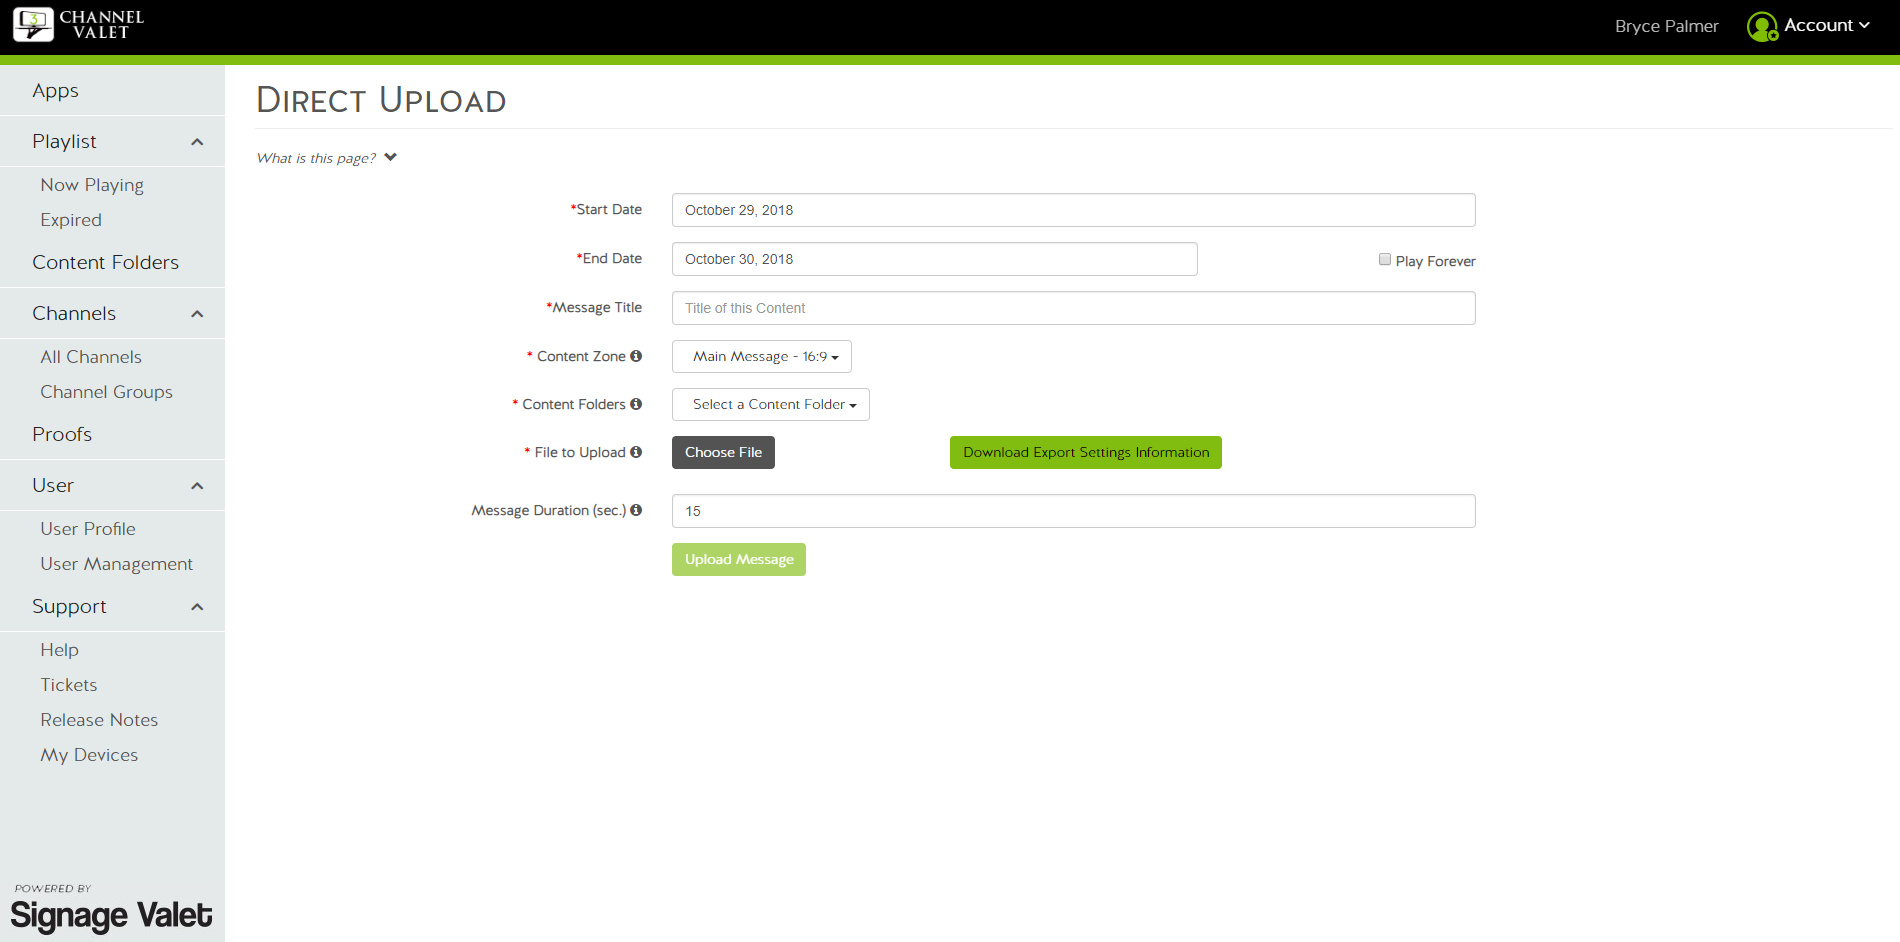 3 CHANNEL
VALET
Bryce Palmer
Account
Apps
Playlist
Now Playing
Expired
Content Folders
Channels
All Channels
Channel Groups
Proofs
User
User Profile
User Management
Support
Help
Tickets
Release Notes
My Devices
POWERED BY
Signage Valet
DIRECT UPLOAD
What is this page?
*Start Date October 29, 2018
*End Date October 30, 2018 Play Forever
*Message Title Title of this Content
* Content Zone Main Message - 16:9
* Content Folders Select a Content Folder
* File to Upload Choose File Download Export Settings Information
Message Duration (sec.) 15
Upload Message